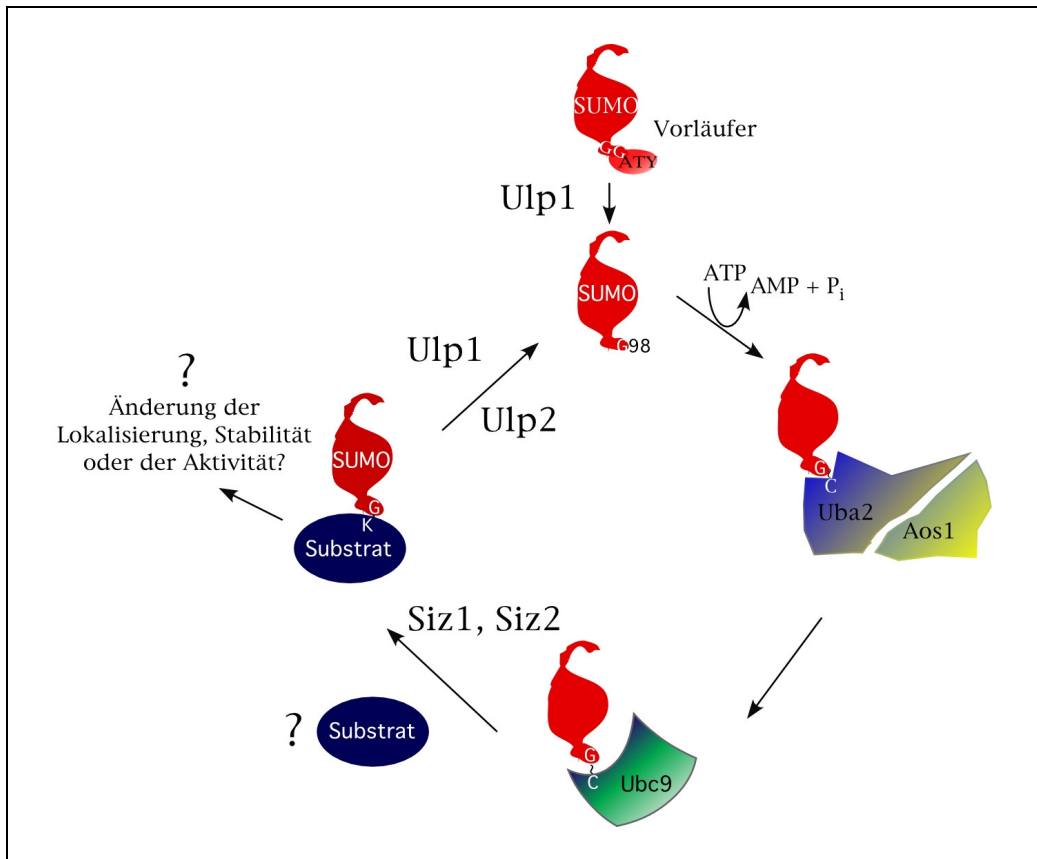 SUMO
Vorläufer
GG
ATY
Ulp1
SUMO
G98
ATP
AMP + Pi
Ulp1
Ulp2
?
Änderung der
Lokalisierung, Stabilität
oder der Aktivität?
SUMO
G
K
Substrat
G
C
Uba2
Aos1
Siz1, Siz2
? Substrat
G
C
Ubc9